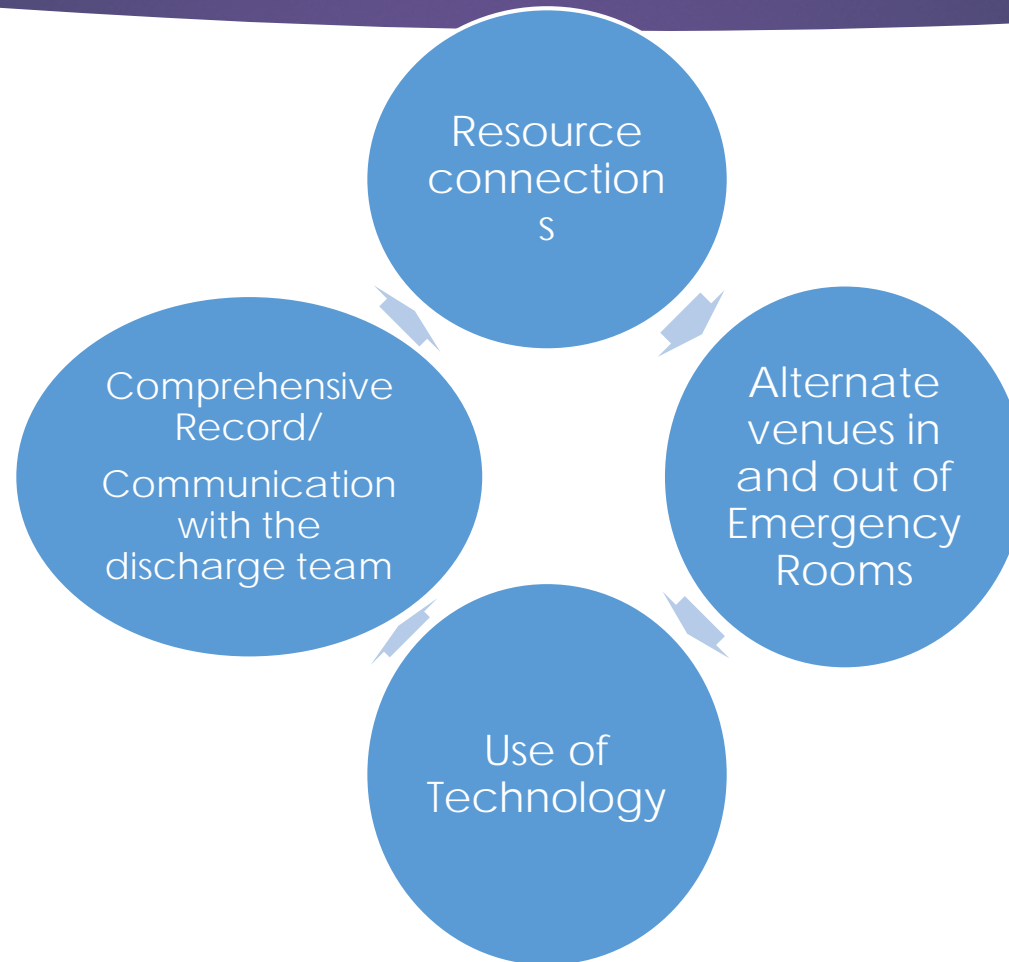 Resource
connection
s
Alternate
venues in
and out of
Emergency
Rooms
Use of
Technology
Comprehensive
Record/
Communication
with the
discharge team